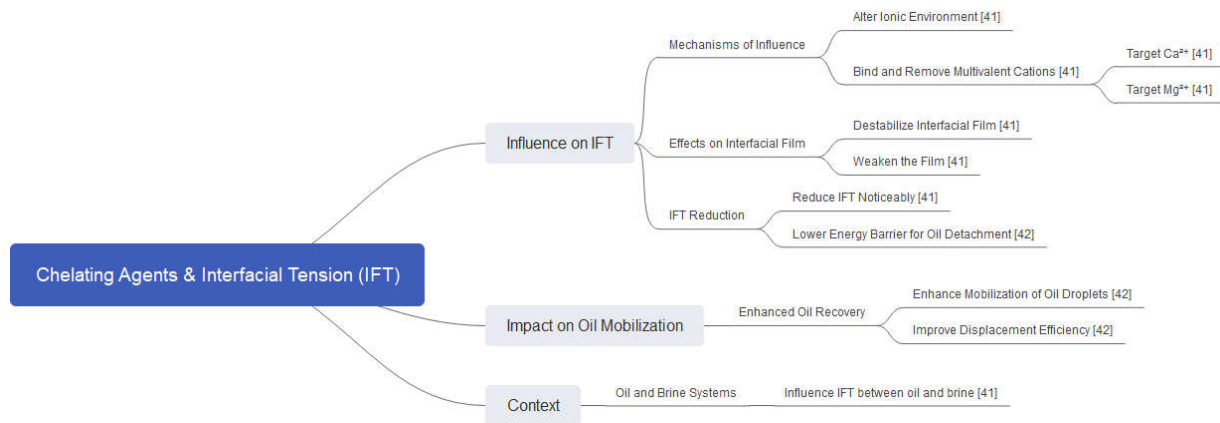 Chelating Agents & Interfacial Tension (IFT)
Influence on IFT
Mechanisms of Influence
Alter Ionic Environment [41]
Bind and Remove Multivalent Cations [41]
Target Ca²⁺ [41]
Target Mg²⁺ [41]
Effects on Interfacial Film
Destabilize Interfacial Film [41]
Weaken the Film [41]
IFT Reduction
Reduce IFT Noticeably [41]
Lower Energy Barrier for Oil Detachment [42]
Impact on Oil Mobilization
Enhanced Oil Recovery
Enhance Mobilization of Oil Droplets [42]
Improve Displacement Efficiency [42]
Context
Oil and Brine Systems
Influence IFT between oil and brine [41]